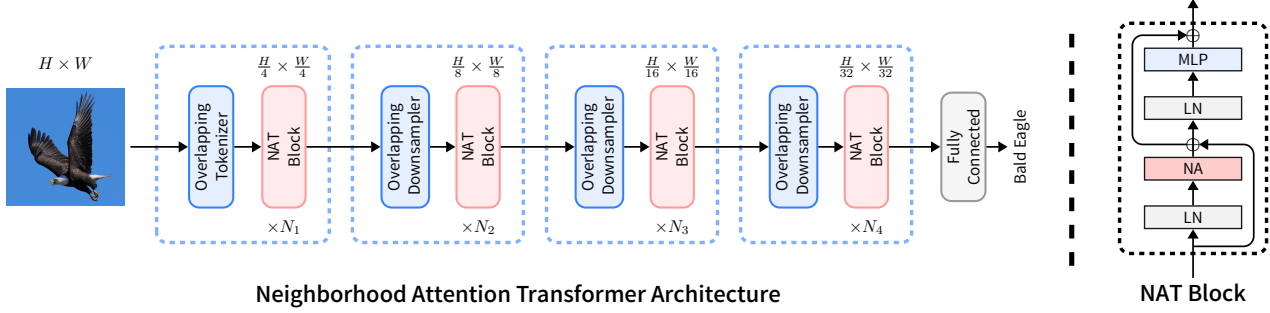 H × W
H/4 × W/4
Overlapping
Tokenizer
NAT
Block
×N₁
H/8 × W/8
Overlapping
Downsampler
NAT
Block
×N₂
H/16 × W/16
Overlapping
Downsampler
NAT
Block
×N₃
H/32 × W/32
Overlapping
Downsampler
NAT
Block
×N₄
Fully
Connected
Bald Eagle
Neighborhood Attention Transformer Architecture
MLP
LN
NA
LN
NAT Block